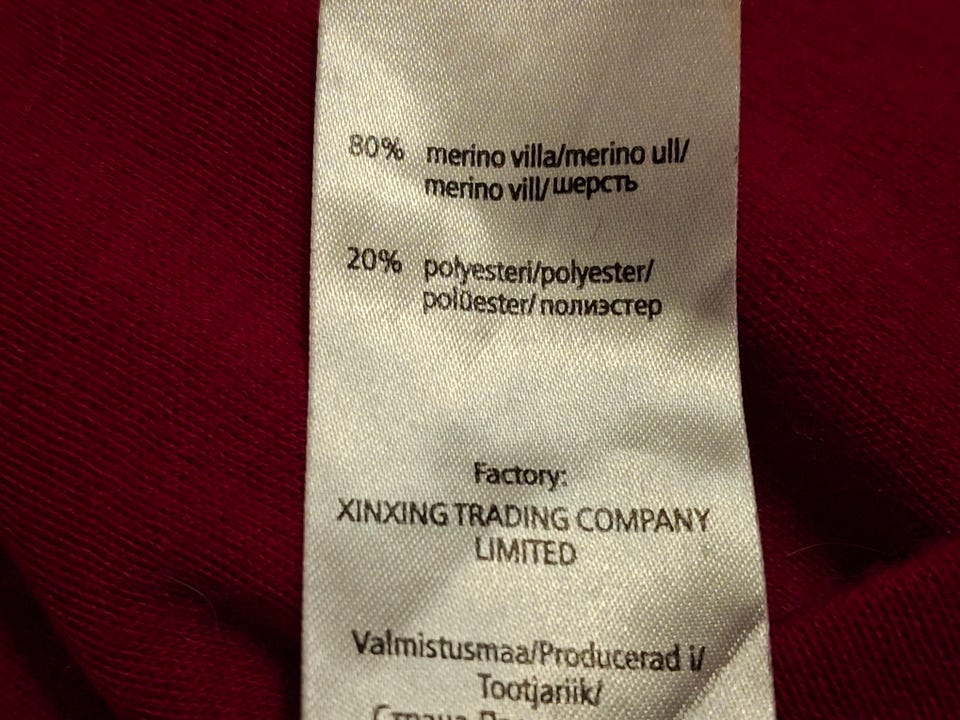 80% merino villa/merino ull/
merino vill/шерсть
20% polyesteri/polyester/
polüester/полиэстер
Factory:
XINXING TRADING COMPANY
LIMITED
Valmistusmaa/Producerad i/
Tootjariik/
Страна